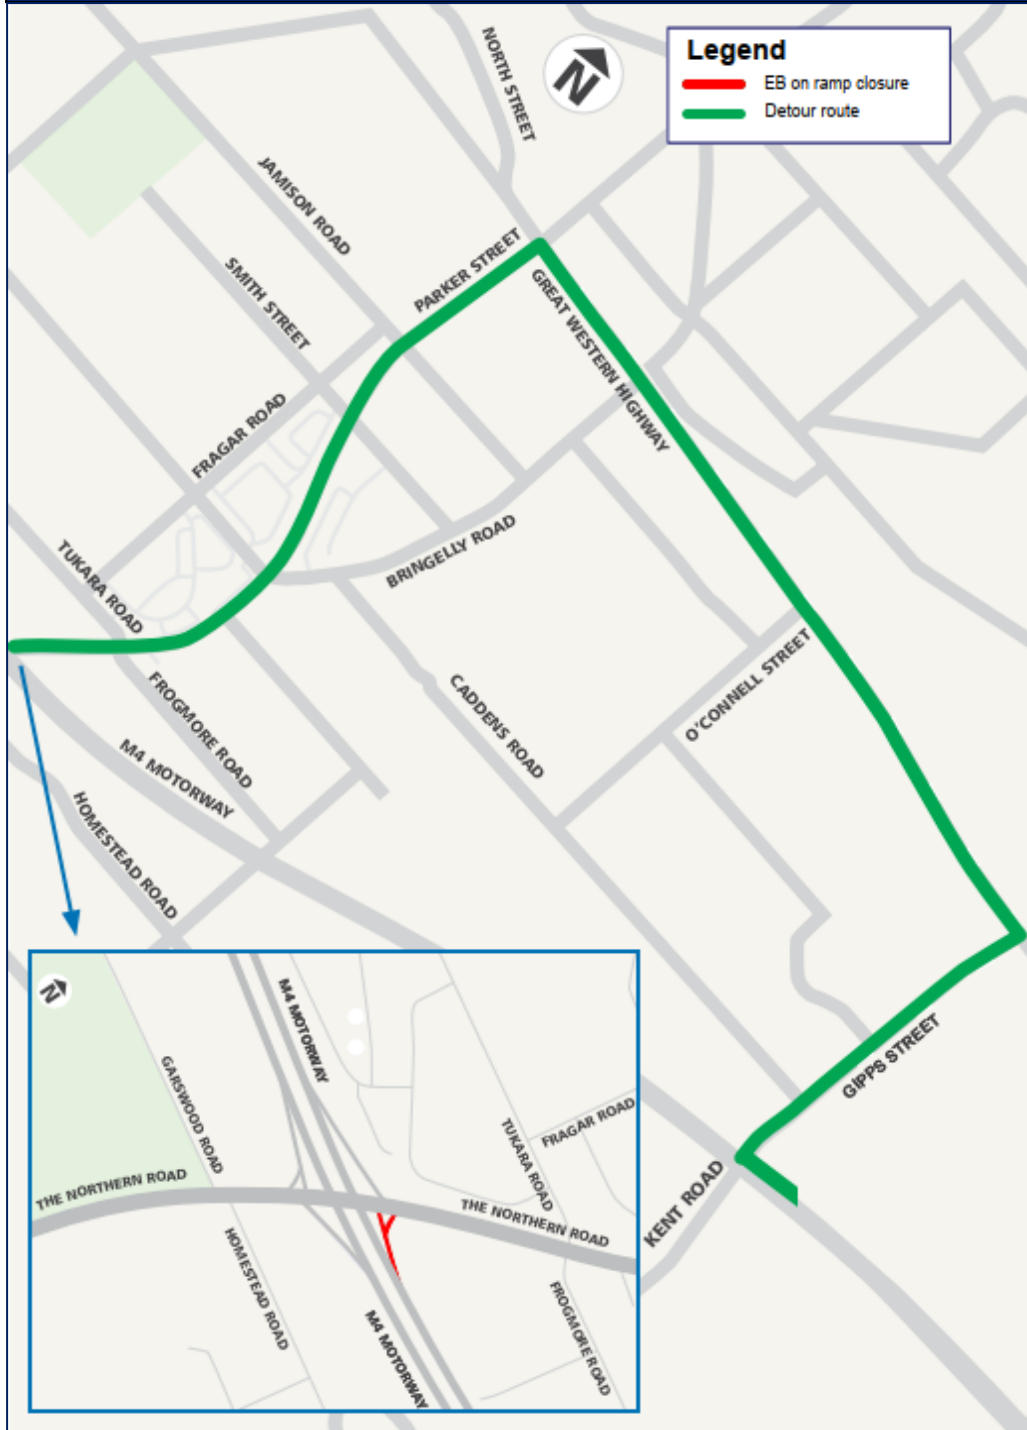 NORTH STREET
N
Legend
EB on ramp closure
Detour route
JAMISON ROAD
SMITH STREET
PARKER STREET
GREAT WESTERN HIGHWAY
FRAGAR ROAD
BRINGELLY ROAD
TUKARA ROAD
FROGMORE ROAD
CADDENS ROAD
O'CONNELL STREET
M4 MOTORWAY
HOMESTEAD ROAD
GIPPS STREET
KENT ROAD
N
M4 MOTORWAY
GARSWOOD ROAD
FRAGAR ROAD
TUKARA ROAD
THE NORTHERN ROAD
THE NORTHERN ROAD
HOMESTEAD ROAD
FROGMORE ROAD
M4 MOTORWAY